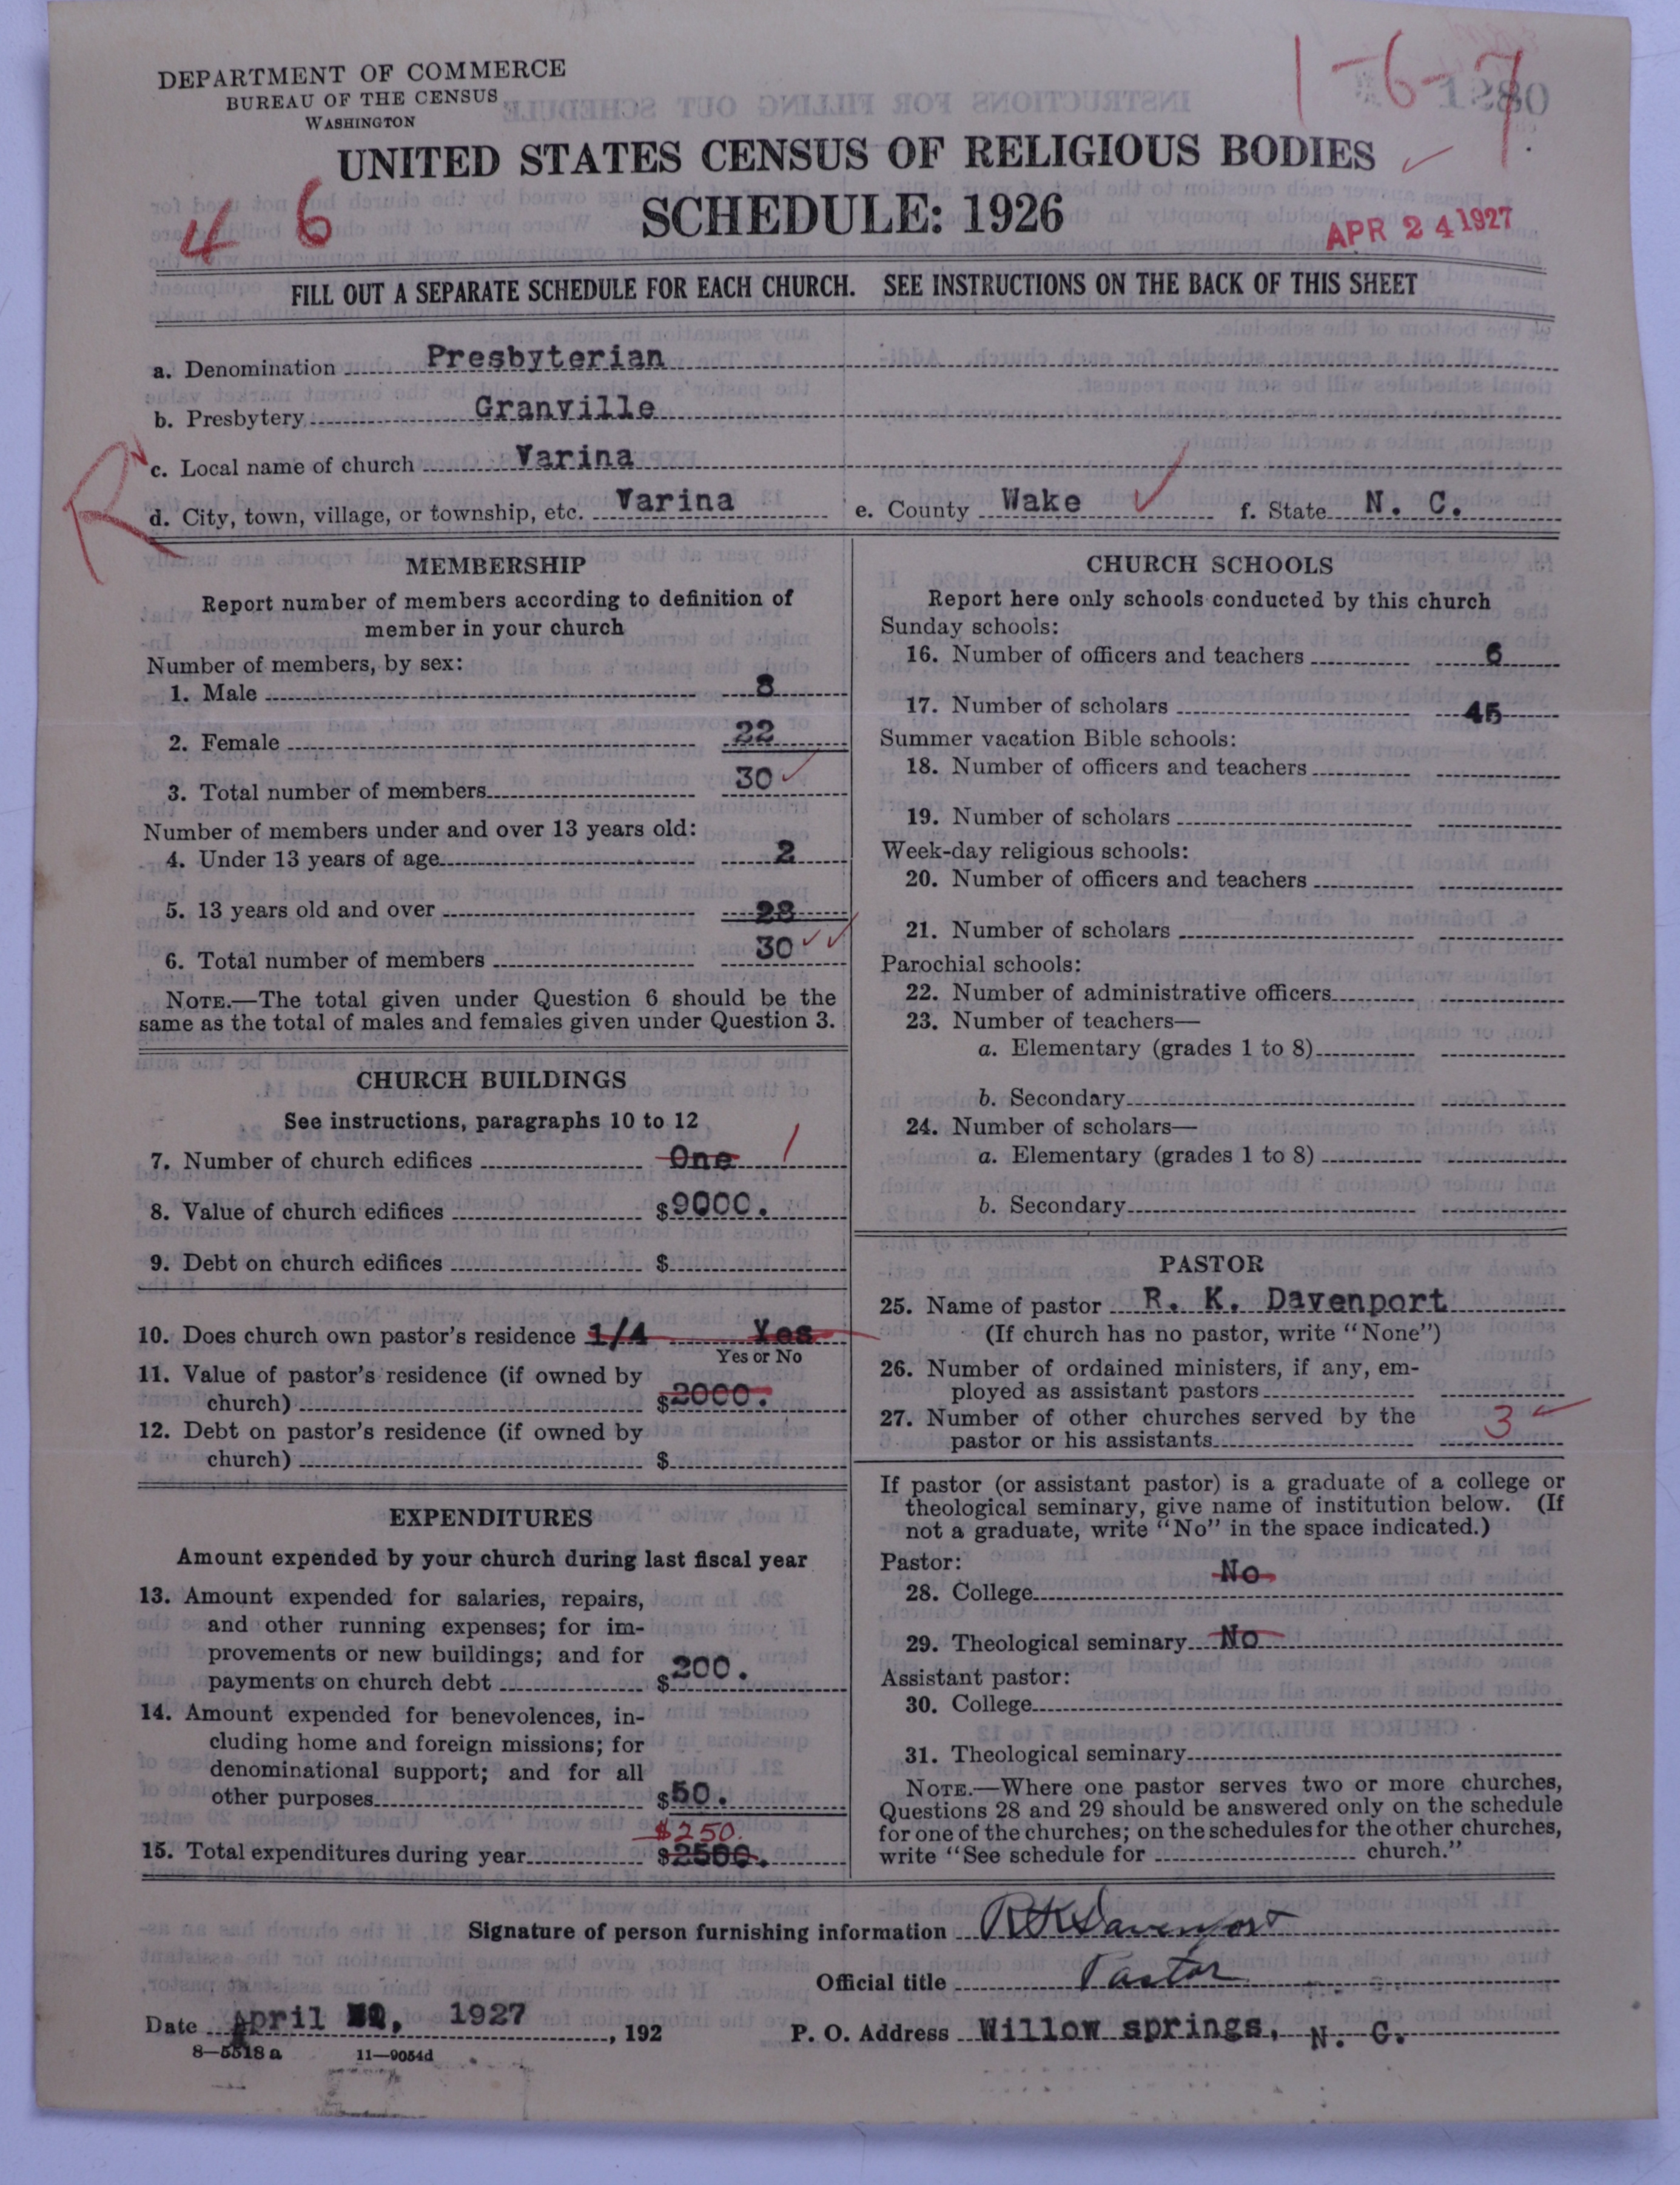 DEPARTMENT OF COMMERCE
BUREAU OF THE CENSUS
WASHINGTON
1-6-7
1280
UNITED STATES CENSUS OF RELIGIOUS BODIES
SCHEDULE: 1926
4 6
APR 24 1927
FILL OUT A SEPARATE SCHEDULE FOR EACH CHURCH. SEE INSTRUCTIONS ON THE BACK OF THIS SHEET
a. Denomination Presbyterian
b. Presbytery Granville
R
c. Local name of church Varina
d. City, town, village, or township, etc. Varina e. County Wake f. State N. C.
MEMBERSHIP
Report number of members according to definition of
member in your church
Number of members, by sex:
1. Male 8
2. Female 22
3. Total number of members 30
Number of members under and over 13 years old:
4. Under 13 years of age 2
5. 13 years old and over 28
6. Total number of members 30
NOTE.—The total given under Question 6 should be the
same as the total of males and females given under Question 3.
CHURCH BUILDINGS
See instructions, paragraphs 10 to 12
7. Number of church edifices One 1
8. Value of church edifices $9000.
9. Debt on church edifices $
10. Does church own pastor's residence 1/4 Yes
Yes or No
11. Value of pastor's residence (if owned by
church) $2000.
12. Debt on pastor's residence (if owned by
church) $
EXPENDITURES
Amount expended by your church during last fiscal year
13. Amount expended for salaries, repairs,
and other running expenses; for im-
provements or new buildings; and for
payments on church debt $200.
14. Amount expended for benevolences, in-
cluding home and foreign missions; for
denominational support; and for all
other purposes $50.
$250.
15. Total expenditures during year $2500.
CHURCH SCHOOLS
Report here only schools conducted by this church
Sunday schools:
16. Number of officers and teachers 6
17. Number of scholars 45
Summer vacation Bible schools:
18. Number of officers and teachers
19. Number of scholars
Week-day religious schools:
20. Number of officers and teachers
21. Number of scholars
Parochial schools:
22. Number of administrative officers
23. Number of teachers—
a. Elementary (grades 1 to 8)
b. Secondary
24. Number of scholars—
a. Elementary (grades 1 to 8)
b. Secondary
PASTOR
25. Name of pastor R. K. Davenport
(If church has no pastor, write "None")
26. Number of ordained ministers, if any, em-
ployed as assistant pastors
27. Number of other churches served by the
pastor or his assistants 3
If pastor (or assistant pastor) is a graduate of a college or
theological seminary, give name of institution below. (If
not a graduate, write "No" in the space indicated.)
Pastor:
28. College No
29. Theological seminary No
Assistant pastor:
30. College
31. Theological seminary
NOTE.—Where one pastor serves two or more churches,
Questions 28 and 29 should be answered only on the schedule
for one of the churches; on the schedules for the other churches,
write "See schedule for church."
Signature of person furnishing information RKDavenport
Official title Pastor
Date April 1927, 192 P. O. Address Willow springs, N. C.
8—5518 a 11—9054d